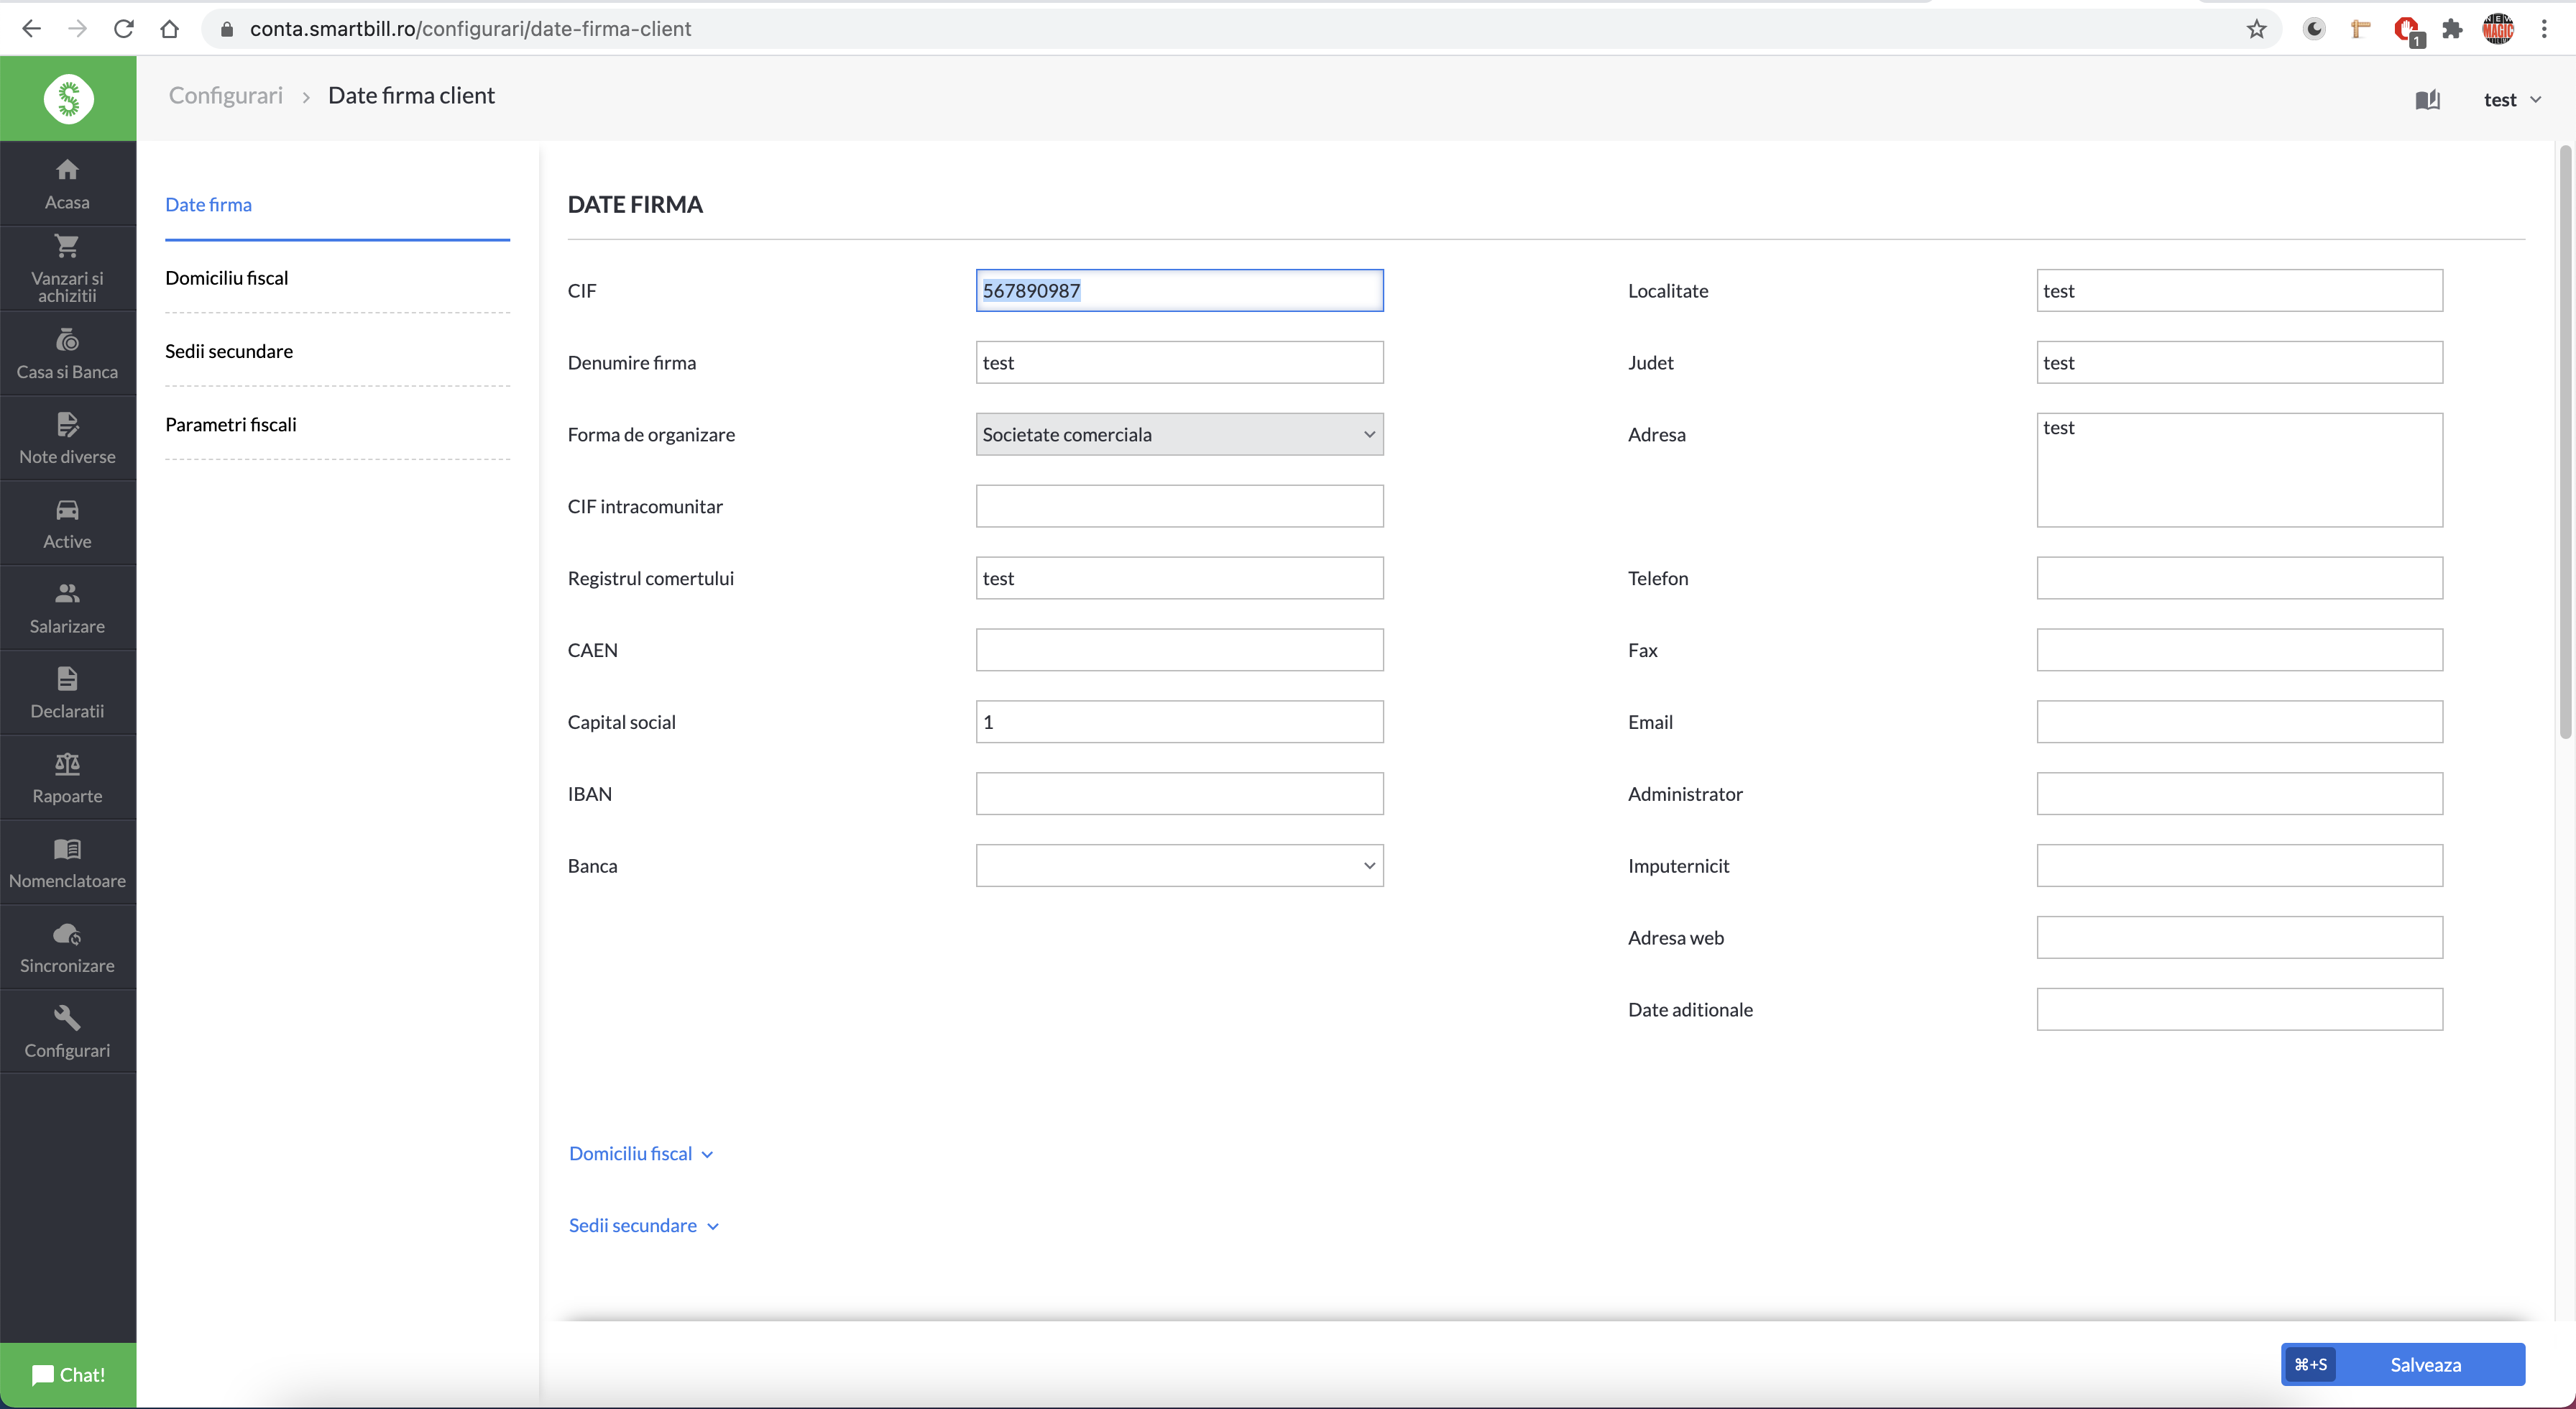 conta.smartbill.ro/configurari/date-firma-client
1
NEW
MAGIC
Configurari > Date firma client
test
Acasa
Vanzari si
achizitii
Casa si Banca
Note diverse
Active
Salarizare
Declaratii
Rapoarte
Nomenclatoare
Sincronizare
Configurari
Chat!
Date firma
Domiciliu fiscal
Sedii secundare
Parametri fiscali
DATE FIRMA
CIF 567890987
Denumire firma test
Forma de organizare Societate comerciala
CIF intracomunitar
Registrul comertului test
CAEN
Capital social 1
IBAN
Banca
Localitate test
Judet test
Adresa test
Telefon
Fax
Email
Administrator
Imputernicit
Adresa web
Date aditionale
Domiciliu fiscal
Sedii secundare
⌘+S Salveaza